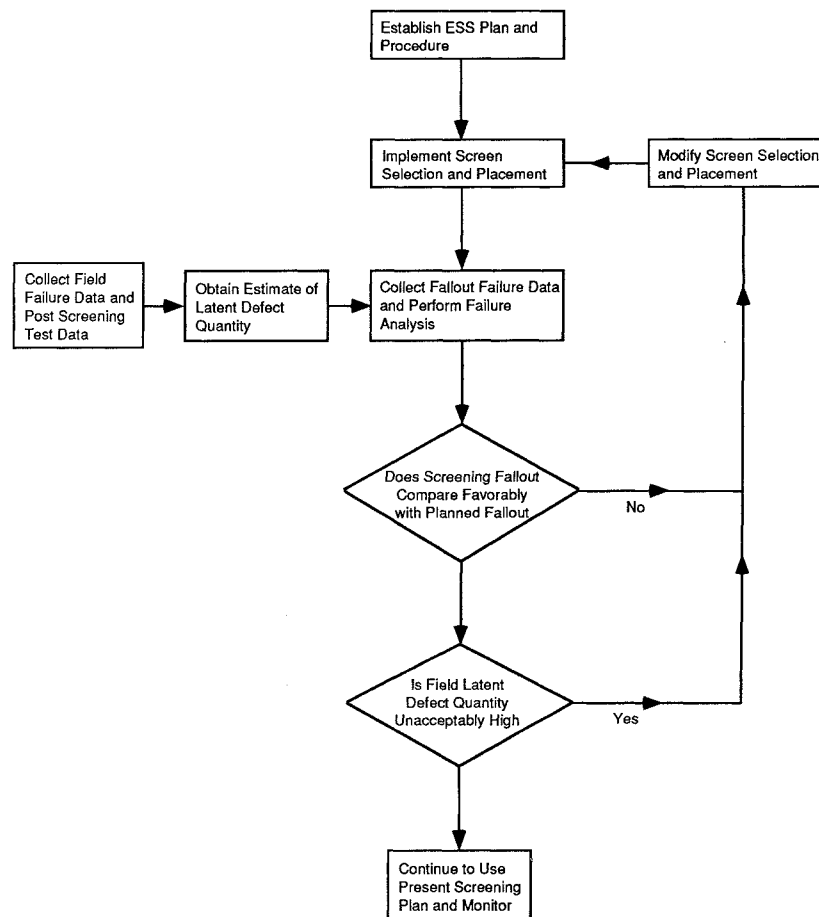 Establish ESS Plan and
Procedure
Implement Screen
Selection and Placement
Modify Screen Selection
and Placement
Collect Field
Failure Data and
Post Screening
Test Data
Obtain Estimate of
Latent Defect
Quantity
Collect Fallout Failure Data
and Perform Failure
Analysis
Does Screening Fallout
Compare Favorably
with Planned Fallout
No
Is Field Latent
Defect Quantity
Unacceptably High
Yes
Continue to Use
Present Screening
Plan and Monitor